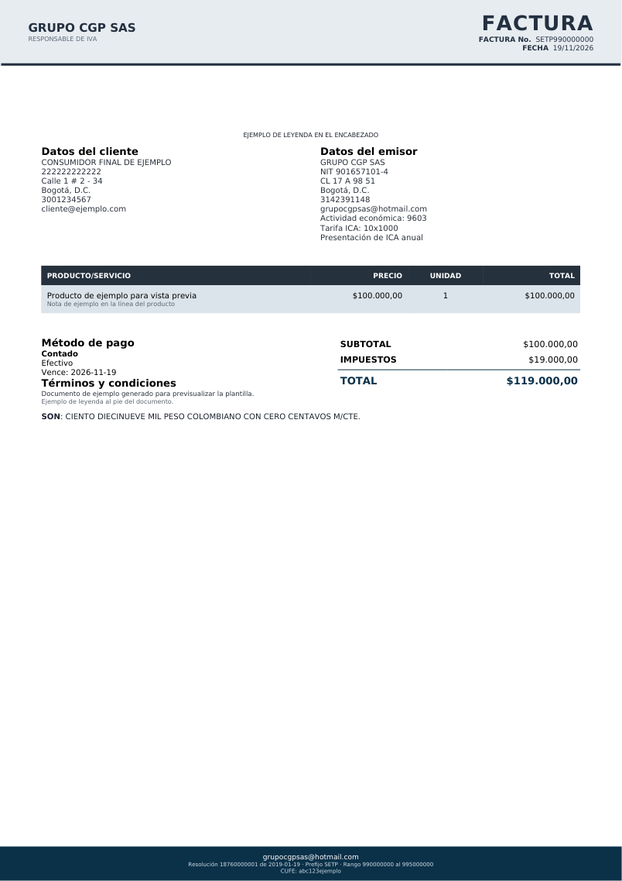 GRUPO CGP SAS
RESPONSABLE DE IVA
FACTURA
FACTURA No. SETP990000000
FECHA 19/11/2026
EJEMPLO DE LEYENDA EN EL ENCABEZADO
Datos del cliente
CONSUMIDOR FINAL DE EJEMPLO
222222222222
Calle 1 # 2 - 34
Bogotá, D.C.
3001234567
cliente@ejemplo.com
Datos del emisor
GRUPO CGP SAS
NIT 901657101-4
CL 17 A 98 51
Bogotá, D.C.
3142391148
grupocgpsas@hotmail.com
Actividad económica: 9603
Tarifa ICA: 10x1000
Presentación de ICA anual
PRODUCTO/SERVICIO PRECIO UNIDAD TOTAL
Producto de ejemplo para vista previa $100.000,00 1 $100.000,00
Nota de ejemplo en la línea del producto
Método de pago
Contado
Efectivo
Vence: 2026-11-19
Términos y condiciones
Documento de ejemplo generado para previsualizar la plantilla.
Ejemplo de leyenda al pie del documento.
SUBTOTAL $100.000,00
IMPUESTOS $19.000,00
TOTAL $119.000,00
SON: CIENTO DIECINUEVE MIL PESO COLOMBIANO CON CERO CENTAVOS M/CTE.
grupocgpsas@hotmail.com
Resolución 18760000001 de 2019-01-19 · Prefijo SETP · Rango 990000000 al 995000000
CUFE: abc123ejemplo